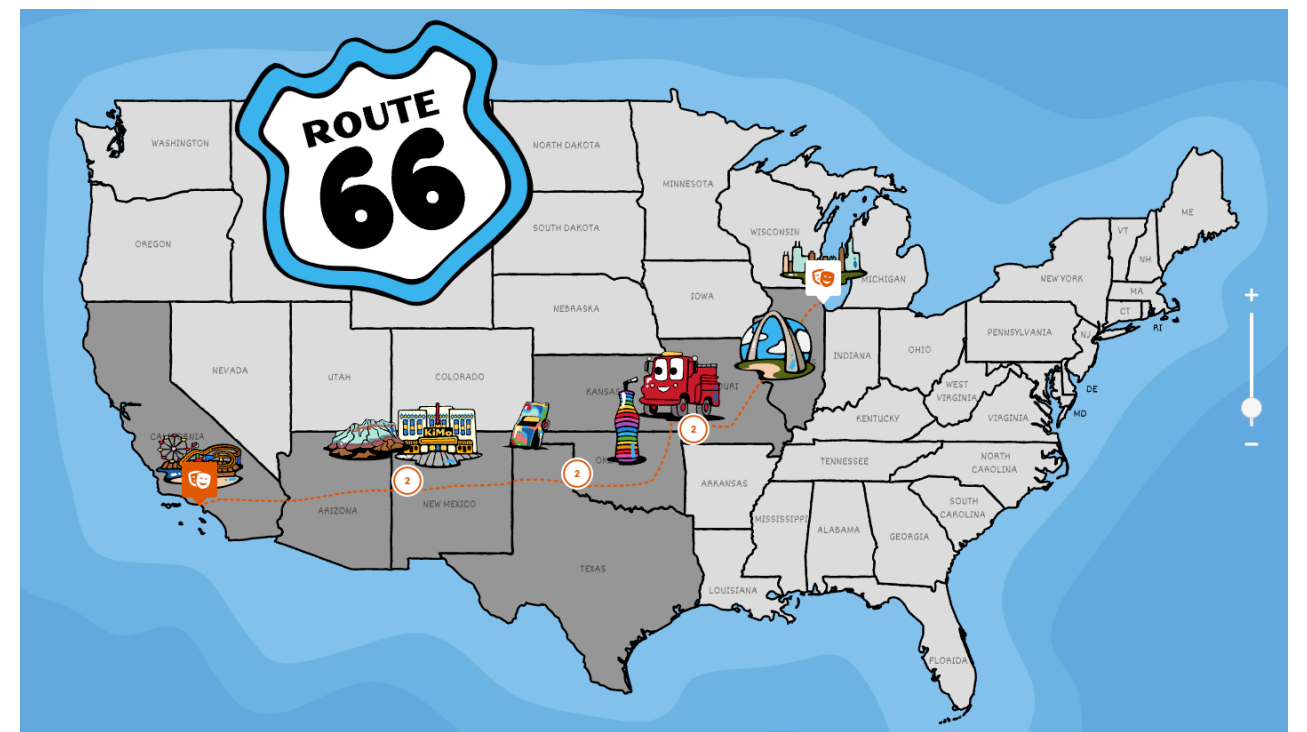 ROUTE
66
WASHINGTON
NORTH DAKOTA
MINNESOTA
ME
SOUTH DAKOTA
WISCONSIN
VT
OREGON
NH
MICHIGAN
NEW YORK
MA
IOWA
NEBRASKA
CT
RI
PENNSYLVANIA
NJ
OHIO
INDIANA
NEVADA
UTAH
COLORADO
WEST
VIRGINIA
DE
KANSAS
URI
MD
KENTUCKY
VIRGINIA
2
KiMo
CALIFORNIA
NORTH
CAROLINA
TENNESSEE
OK
2
2
ARKANSAS
SOUTH
CAROLINA
NEW MEXICO
ARIZONA
MISSISSIPPI
ALABAMA
GEORGIA
TEXAS
LOUISIANA
FLORIDA
+
−